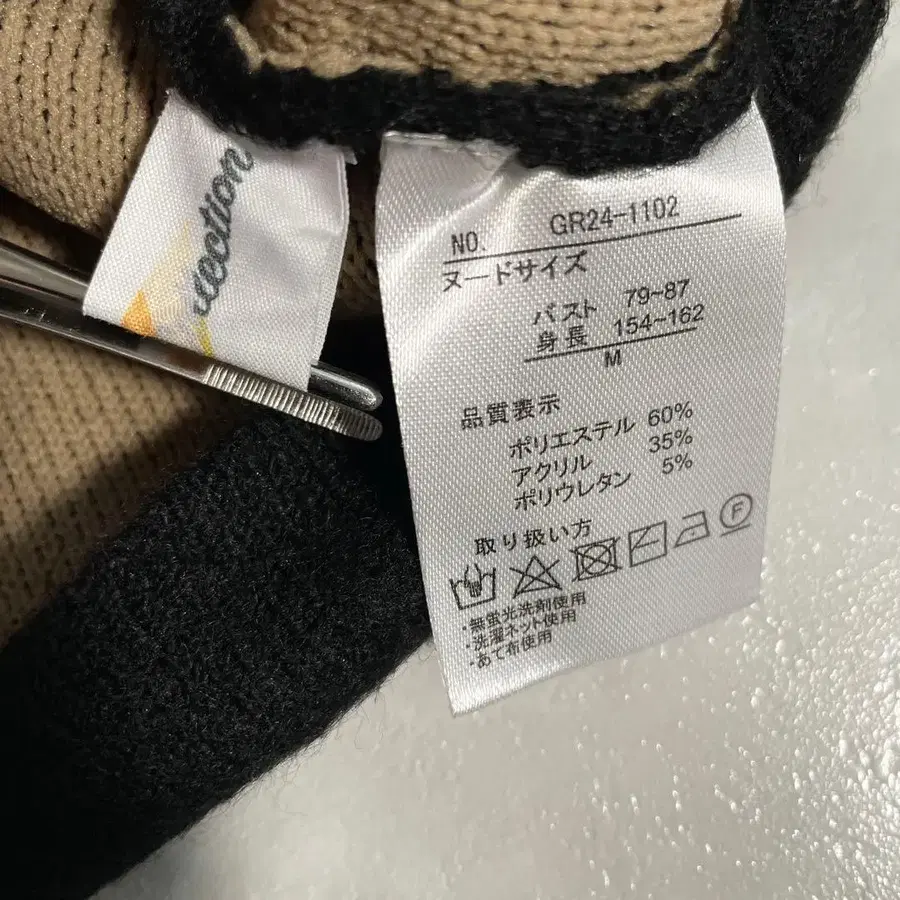 NO. GR24-1102
ヌードサイズ
バスト 79~87
身長 154~162
M
品質表示
ポリエステル 60%
アクリル 35%
ポリウレタン 5%
取り扱い方
F
・無蛍光洗剤使用
・洗濯ネット使用
・あて布使用